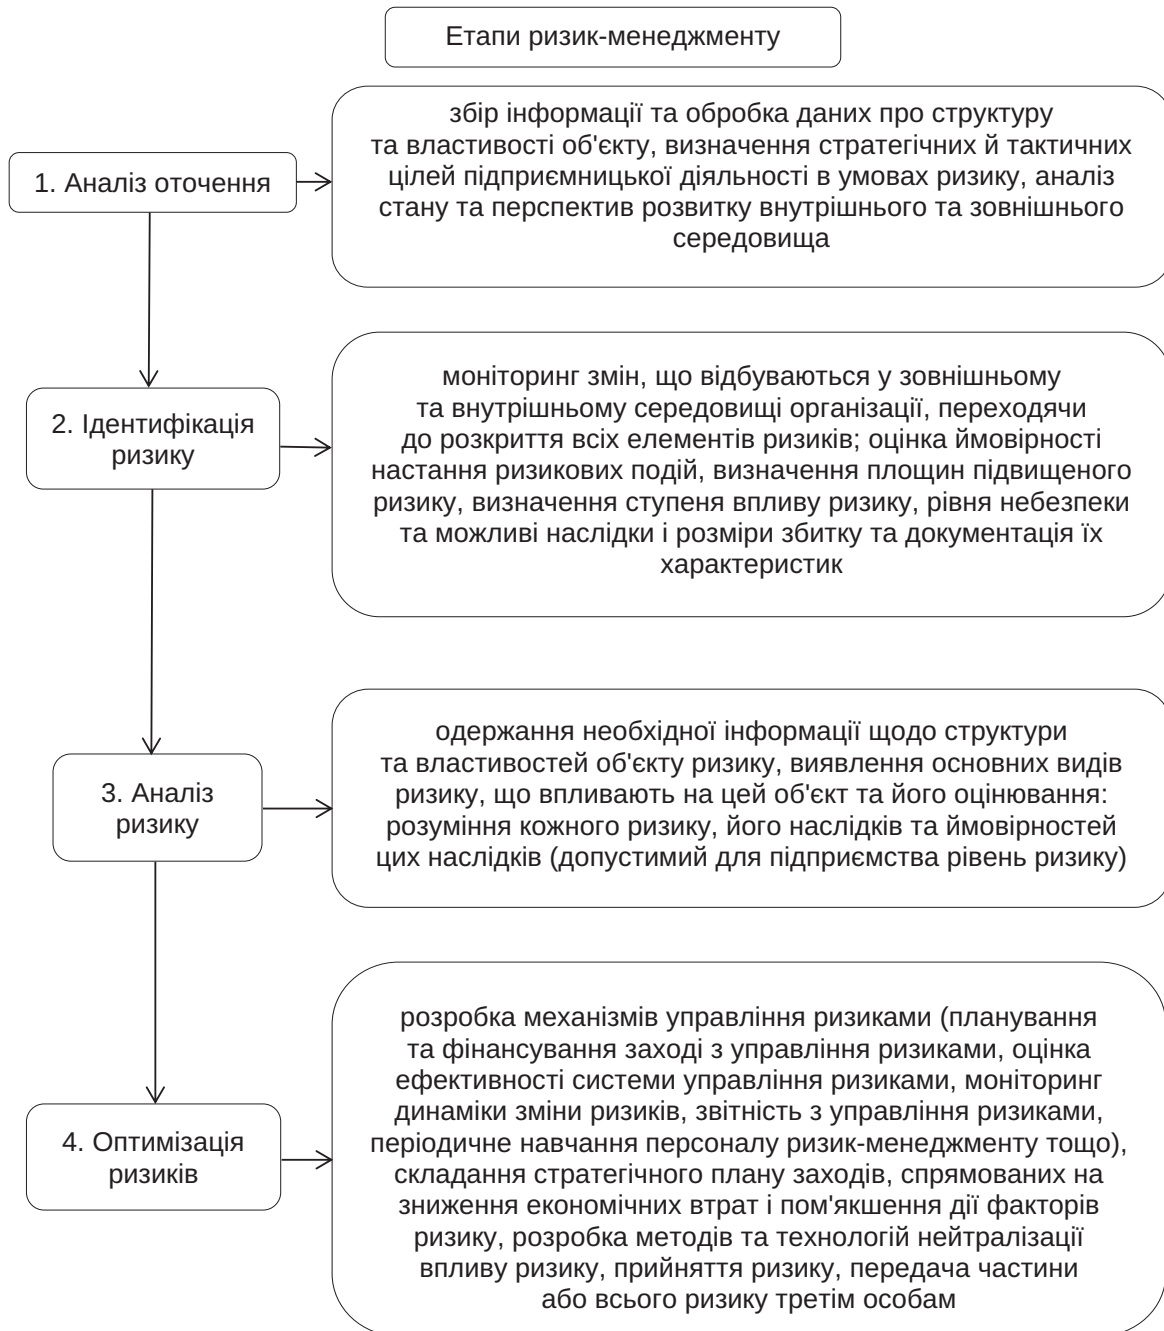 Етапи ризик-менеджменту
1. Аналіз оточення
збір інформації та обробка даних про структуру
та властивості об'єкту, визначення стратегічних й тактичних
цілей підприємницької діяльності в умовах ризику, аналіз
стану та перспектив розвитку внутрішнього та зовнішнього
середовища
2. Ідентифікація
ризику
моніторинг змін, що відбуваються у зовнішньому
та внутрішньому середовищі організації, переходячи
до розкриття всіх елементів ризиків; оцінка ймовірності
настання ризикових подій, визначення площин підвищеного
ризику, визначення ступеня впливу ризику, рівня небезпеки
та можливі наслідки і розміри збитку та документація їх
характеристик
3. Аналіз
ризику
одержання необхідної інформації щодо структури
та властивостей об'єкту ризику, виявлення основних видів
ризику, що впливають на цей об'єкт та його оцінювання:
розуміння кожного ризику, його наслідків та ймовірностей
цих наслідків (допустимий для підприємства рівень ризику)
4. Оптимізація
ризиків
розробка механізмів управління ризиками (планування
та фінансування заході з управління ризиками, оцінка
ефективності системи управління ризиками, моніторинг
динаміки зміни ризиків, звітність з управління ризиками,
періодичне навчання персоналу ризик-менеджменту тощо),
складання стратегічного плану заходів, спрямованих на
зниження економічних втрат і пом'якшення дії факторів
ризику, розробка методів та технологій нейтралізації
впливу ризику, прийняття ризику, передача частини
або всього ризику третім особам